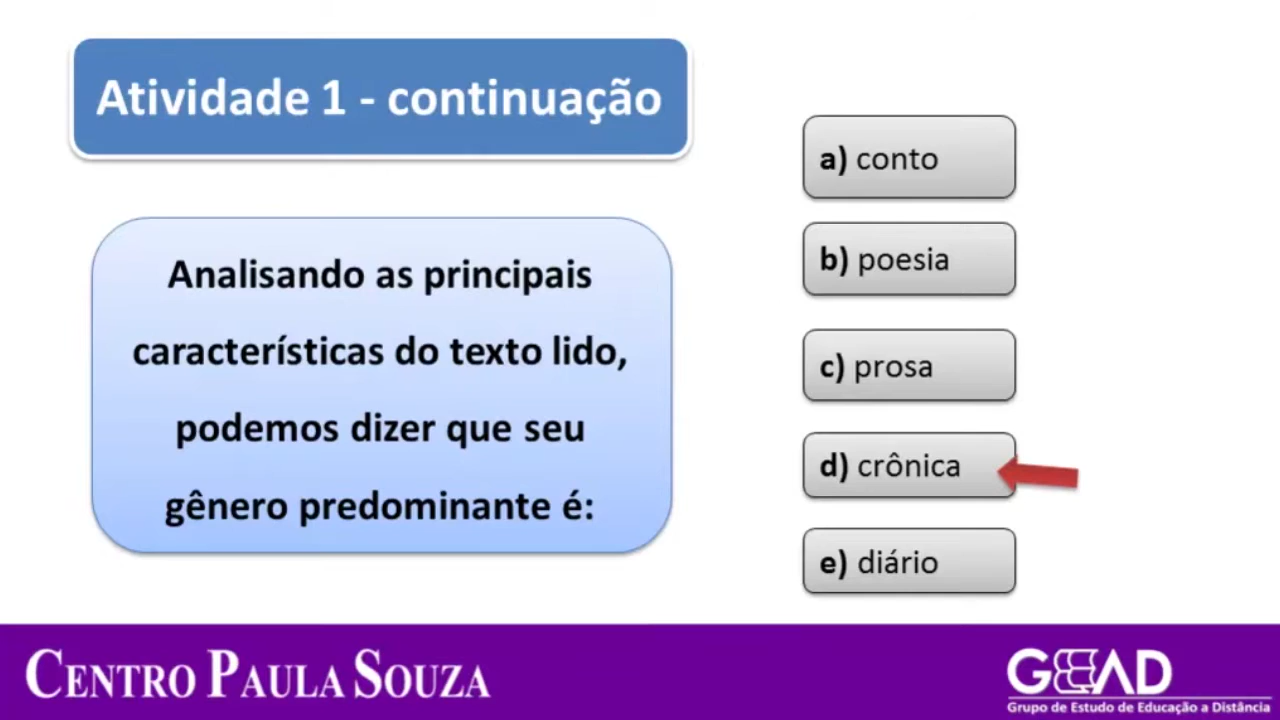 Atividade 1 - continuação
Analisando as principais
características do texto lido,
podemos dizer que seu
gênero predominante é:
a) conto
b) poesia
c) prosa
d) crônica
e) diário
CENTRO PAULA SOUZA
GEEAD
Grupo de Estudo de Educação a Distância